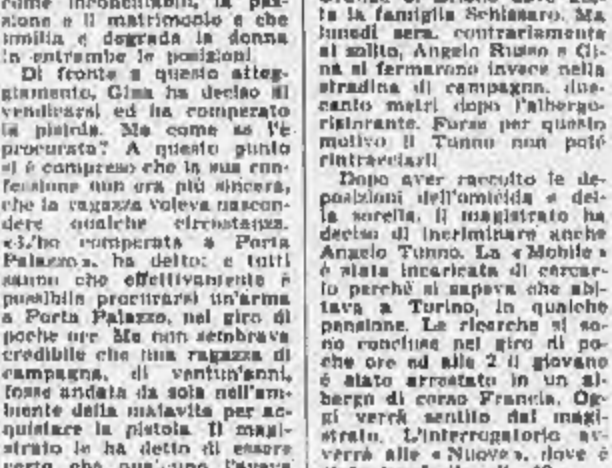 come inconciliabili, la pas-
sione e il matrimonio e che
umilia e degrada la donna
in entrambe le posizioni.
Di fronte a questo atteg-
giamento, Gina ha deciso di
vendicarsi ed ha comperato
la pistola. Ma come se l'è
procurata? A questo punto
si è compreso che la sua con-
fessione non era più sincera,
che la ragazza voleva nascon-
dere qualche circostanza.
«L'ho comperata a Porta
Palazzo», ha detto: e tutti
sanno che effettivamente è
possibile procurarsi un'arma
a Porta Palazzo, nel giro di
poche ore. Ma non sembrava
credibile che una ragazza di
campagna, di ventun'anni,
fosse andata da sola nell'am-
biente della malavita per ac-
quistare la pistola. Il magi-
strato le ha detto di essere
certo che qualcuno l'aveva
ta la famiglia Schissaro. Ma
lunedì sera, contrariamente
al solito, Angelo Russo e Gi-
na si fermarono invece nella
stradina di campagna, due-
cento metri dopo l'albergo-
ristorante. Forse per questo
motivo il Tunno non poté
rintracciarli.
Dopo aver raccolto le de-
posizioni dell'omicida e del-
la sorella, il magistrato ha
deciso di incriminare anche
Angelo Tunno. La «Mobile»
è stata incaricata di cercar-
lo perché si sapeva che abi-
tava a Torino, in qualche
pensione. Le ricerche si so-
no concluse nel giro di po-
che ore ed alle 2 il giovane
è stato arrestato in un al-
bergo di corso Francia. Og-
gi verrà sentito dal magi-
strato. L'interrogatorio av-
verrà alle «Nuove», dove è